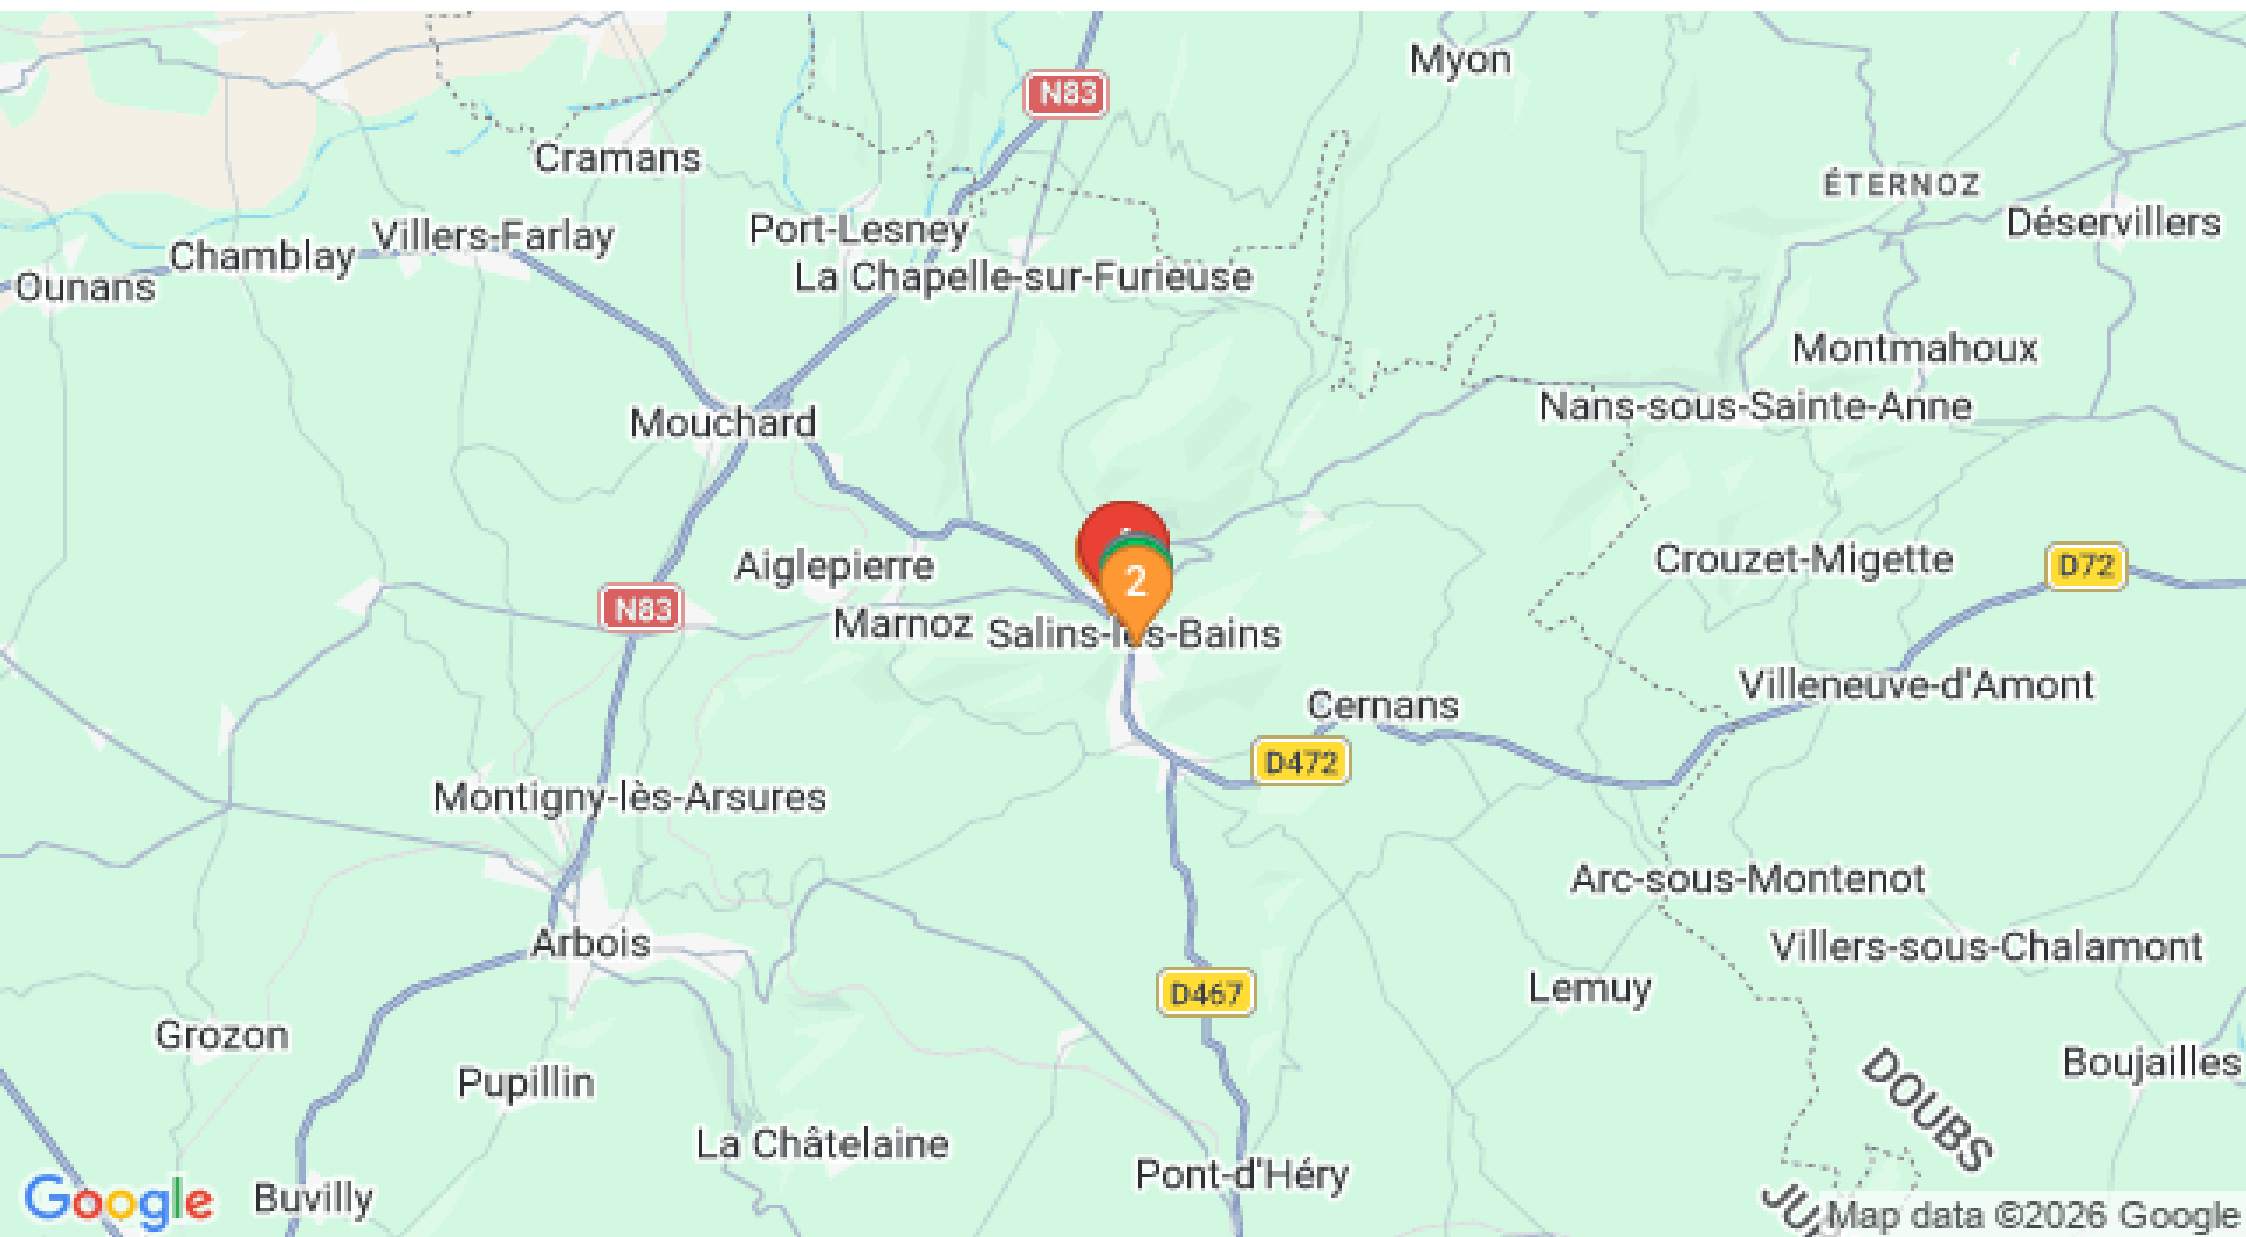 Myon
N83
Cramans
ÉTERNOZ
Déservillers
Port-Lesney
Villers-Farlay
Chamblay
La Chapelle-sur-Furieuse
Ounans
Montmahoux
Nans-sous-Sainte-Anne
Mouchard
Crouzet-Migette
D72
Aiglepierre
2
N83
Marnoz
Salins-les-Bains
Villeneuve-d'Amont
Cernans
D472
Montigny-lès-Arsures
Arc-sous-Montenot
Arbois
Villers-sous-Chalamont
Lemuy
D467
Grozon
Boujailles
Pupillin
DOUBS
La Châtelaine
Pont-d'Héry
Buvilly
Google
Map data ©2026 Google